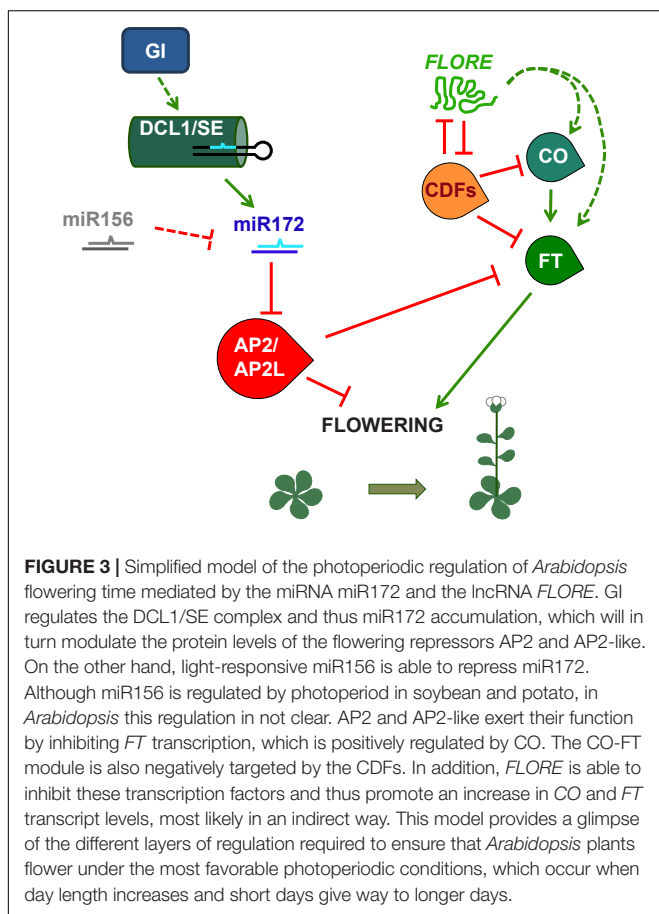 GI
FLORE
DCL1/SE
CO
CDFs
miR156
miR172
FT
AP2/
AP2L
FLOWERING
FIGURE 3 | Simplified model of the photoperiodic regulation of Arabidopsis
flowering time mediated by the miRNA miR172 and the lncRNA FLORE. GI
regulates the DCL1/SE complex and thus miR172 accumulation, which will in
turn modulate the protein levels of the flowering repressors AP2 and AP2-like.
On the other hand, light-responsive miR156 is able to repress miR172.
Although miR156 is regulated by photoperiod in soybean and potato, in
Arabidopsis this regulation in not clear. AP2 and AP2-like exert their function
by inhibiting FT transcription, which is positively regulated by CO. The CO-FT
module is also negatively targeted by the CDFs. In addition, FLORE is able to
inhibit these transcription factors and thus promote an increase in CO and FT
transcript levels, most likely in an indirect way. This model provides a glimpse
of the different layers of regulation required to ensure that Arabidopsis plants
flower under the most favorable photoperiodic conditions, which occur when
day length increases and short days give way to longer days.